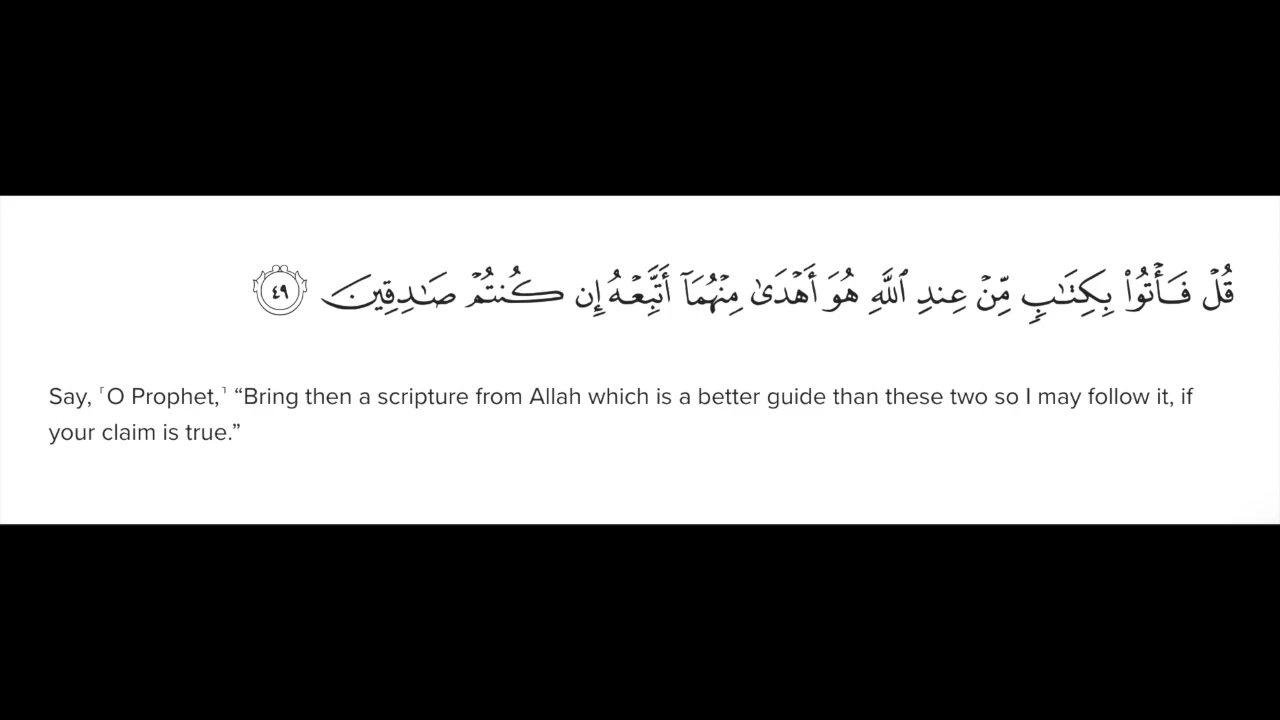 قُلْ فَأْتُوا۟ بِكِتَـٰبٍ مِّنْ عِندِ ٱللَّهِ هُوَ أَهْدَىٰ مِنْهُمَآ أَتَّبِعْهُ إِن كُنتُمْ صَـٰدِقِينَ ٤٩
Say, ˹O Prophet,˺ “Bring then a scripture from Allah which is a better guide than these two so I may follow it, if
your claim is true.”